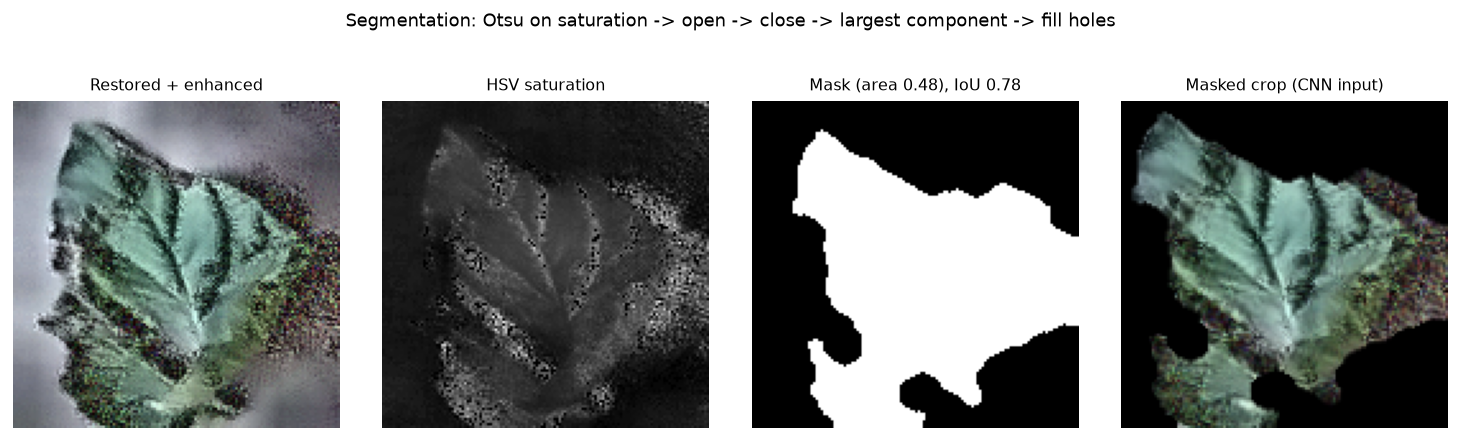 Segmentation: Otsu on saturation -> open -> close -> largest component -> fill holes
Restored + enhanced
HSV saturation
Mask (area 0.48), IoU 0.78
Masked crop (CNN input)